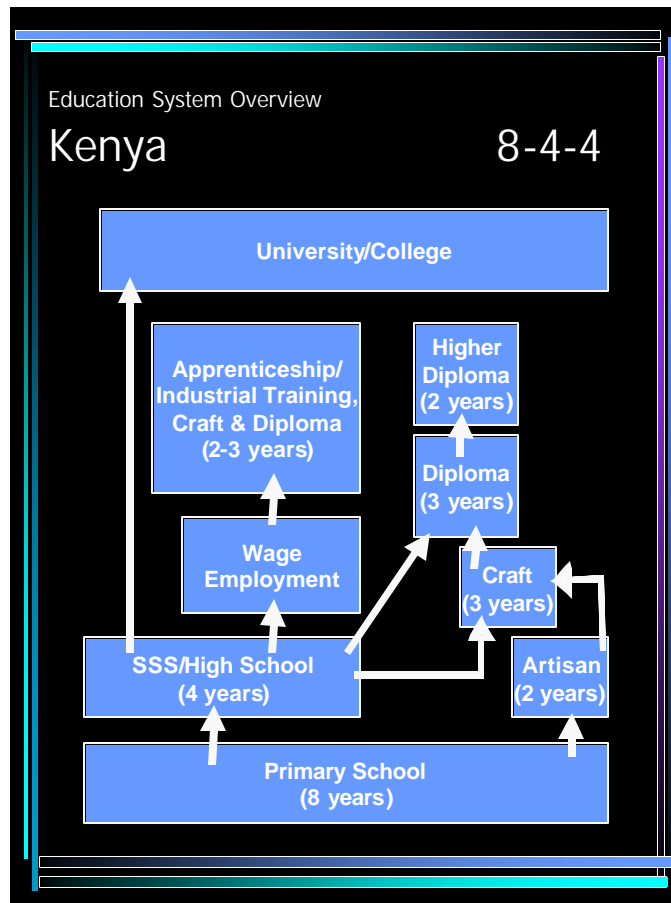 Education System Overview
Kenya 8-4-4
University/College
Apprenticeship/
Industrial Training,
Craft & Diploma
(2-3 years)
Higher
Diploma
(2 years)
Diploma
(3 years)
Wage
Employment
Craft
(3 years)
SSS/High School
(4 years)
Artisan
(2 years)
Primary School
(8 years)